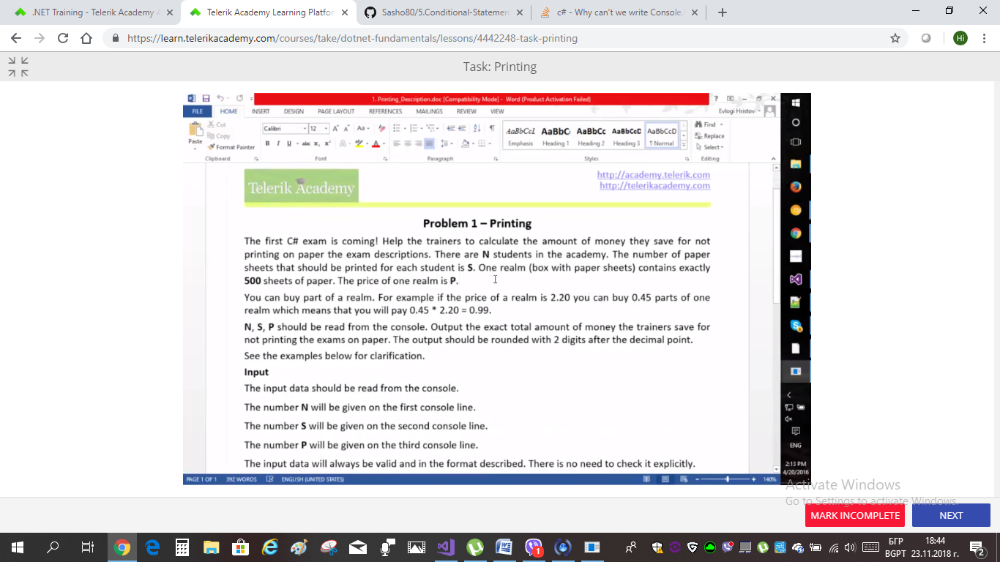 .NET Training - Telerik Academy
Telerik Academy Learning Platfor
Sasho80/5.Conditional-Statemen
c# - Why can't we write Console.
https://learn.telerikacademy.com/courses/take/dotnet-fundamentals/lessons/4442248-task-printing
Hi
Task: Printing
1. Printing_Description.doc [Compatibility Mode] - Word (Product Activation Failed)
FILE HOME INSERT DESIGN PAGE LAYOUT REFERENCES MAILINGS REVIEW VIEW Evlogi Hristov
Paste
Cut
Copy
Format Painter
Calibri 12
AaBbCcL AaBbC AaBbCc AaBbCcD AaBbCcD
Emphasis Heading 1 Heading 2 Heading 3 ¶ Normal
Find
Replace
Select
Clipboard Font Paragraph Styles Editing
Telerik Academy
http://academy.telerik.com
http://telerikacademy.com
Problem 1 – Printing
The first C# exam is coming! Help the trainers to calculate the amount of money they save for not
printing on paper the exam descriptions. There are N students in the academy. The number of paper
sheets that should be printed for each student is S. One realm (box with paper sheets) contains exactly
500 sheets of paper. The price of one realm is P.
You can buy part of a realm. For example if the price of a realm is 2.20 you can buy 0.45 parts of one
realm which means that you will pay 0.45 * 2.20 = 0.99.
N, S, P should be read from the console. Output the exact total amount of money the trainers save for
not printing the exams on paper. The output should be rounded with 2 digits after the decimal point.
See the examples below for clarification.
Input
The input data should be read from the console.
The number N will be given on the first console line.
The number S will be given on the second console line.
The number P will be given on the third console line.
The input data will always be valid and in the format described. There is no need to check it explicitly.
PAGE 1 OF 1 392 WORDS ENGLISH (UNITED STATES) 140%
ENG
2:13 PM
4/20/2016
Activate Windows
Go to Settings to activate Windows.
MARK INCOMPLETE NEXT
1
БГР
BGPT
18:44
23.11.2018 г.
2